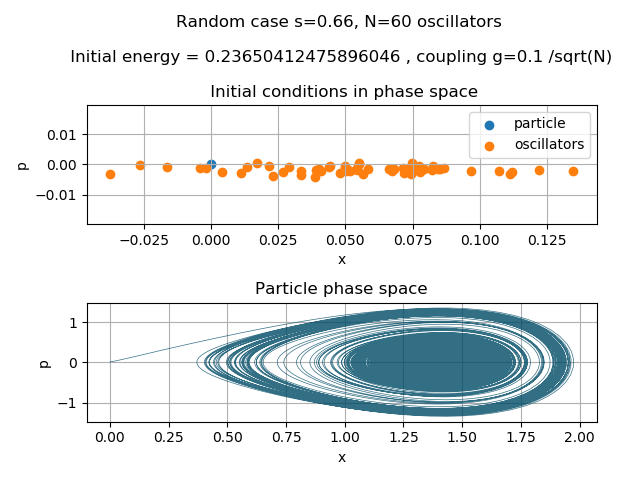 Random case s=0.66, N=60 oscillators
Initial energy = 0.23650412475896046 , coupling g=0.1 /sqrt(N)
Initial conditions in phase space
particle
oscillators
0.01
0.00
−0.01
p
−0.025 0.000 0.025 0.050 0.075 0.100 0.125
x
Particle phase space
1
0
−1
p
0.00 0.25 0.50 0.75 1.00 1.25 1.50 1.75 2.00
x